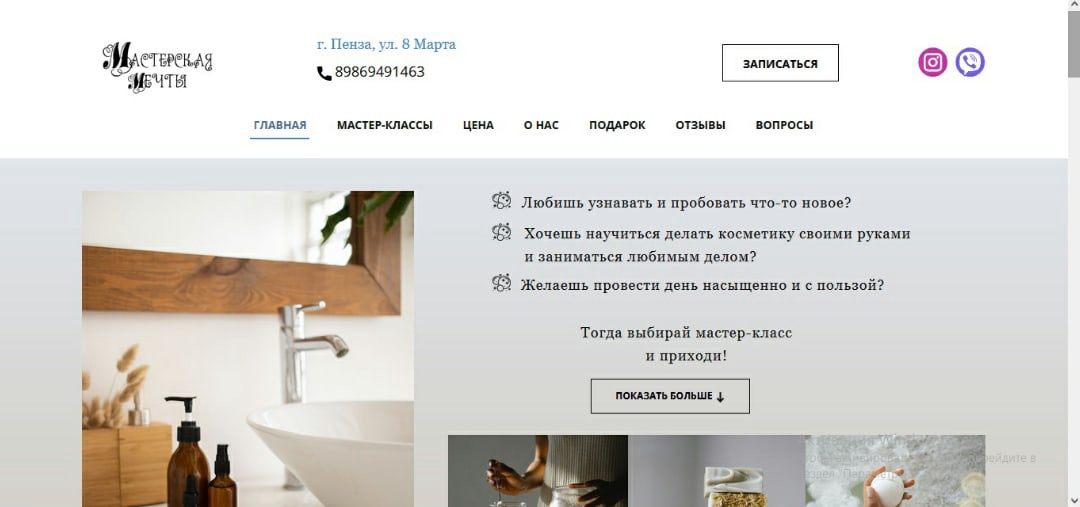 Мастерская
Мечты
г. Пенза, ул. 8 Марта
89869491463
ЗАПИСАТЬСЯ
ГЛАВНАЯ
МАСТЕР-КЛАССЫ
ЦЕНА
О НАС
ПОДАРОК
ОТЗЫВЫ
ВОПРОСЫ
Любишь узнавать и пробовать что-то новое?
Хочешь научиться делать косметику своими руками
и заниматься любимым делом?
Желаешь провести день насыщенно и с пользой?
Тогда выбирай мастер-класс
и приходи!
ПОКАЗАТЬ БОЛЬШЕ ↓